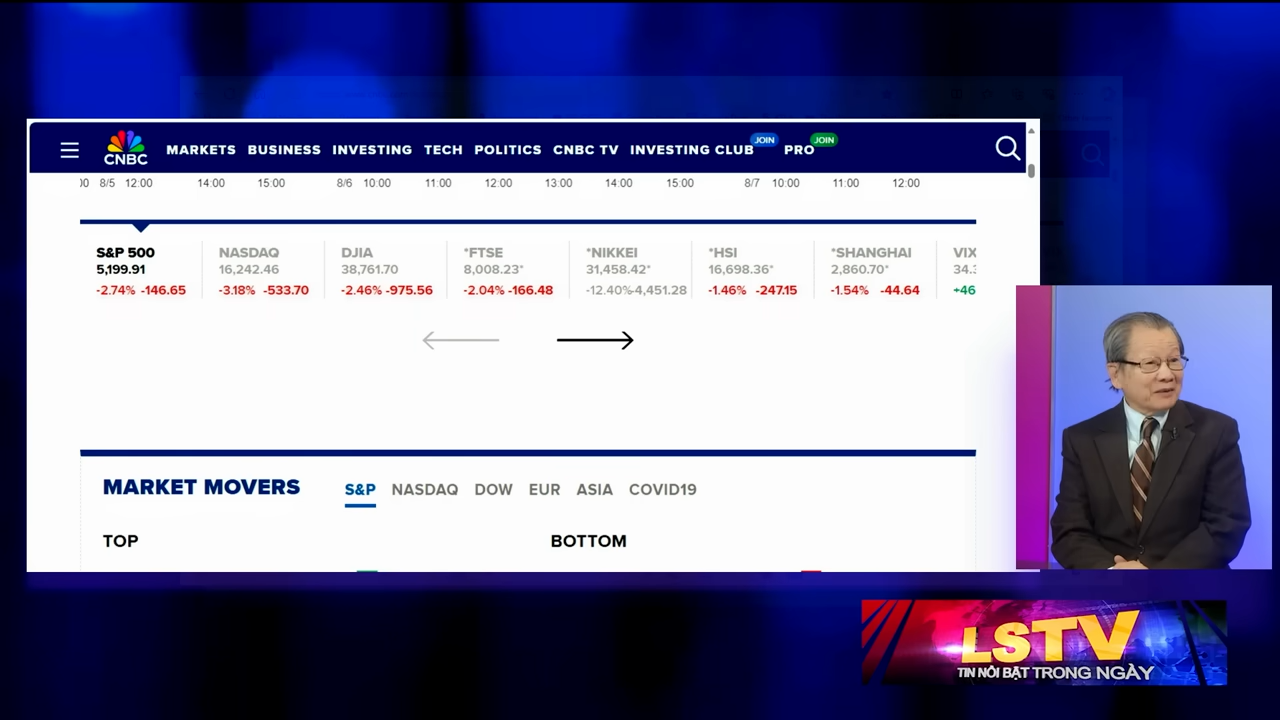 CNBC
MARKETS BUSINESS INVESTING TECH POLITICS CNBC TV INVESTING CLUB JOIN PRO JOIN
8/5 12:00 14:00 15:00 8/6 10:00 11:00 12:00 13:00 14:00 15:00 8/7 10:00 11:00 12:00
S&P 500 NASDAQ DJIA *FTSE *NIKKEI *HSI *SHANGHAI VIX
5,199.91 16,242.46 38,761.70 8,008.23* 31,458.42* 16,698.36* 2,860.70* 34.
-2.74% -146.65 -3.18% -533.70 -2.46% -975.56 -2.04% -166.48 -12.40% -4,451.28 -1.46% -247.15 -1.54% -44.64 +46
MARKET MOVERS S&P NASDAQ DOW EUR ASIA COVID19
TOP BOTTOM
LSTV
TIN NỔI BẬT TRONG NGÀY